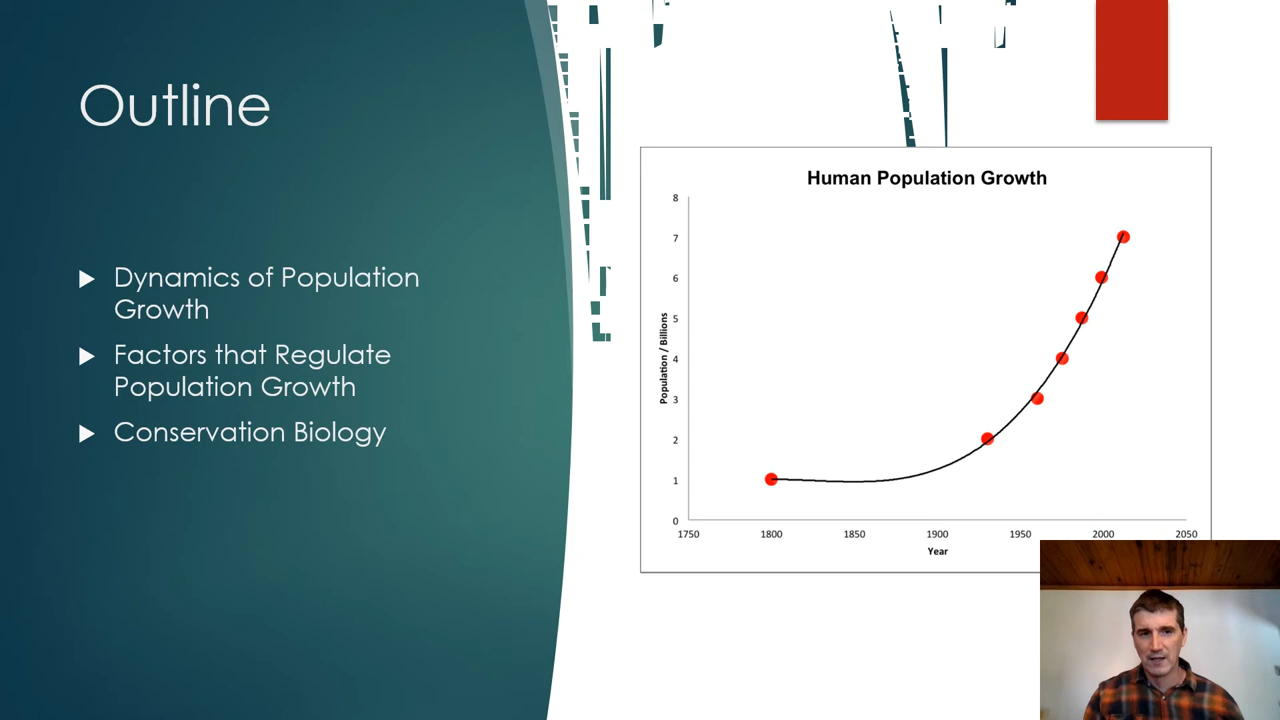 Outline
Dynamics of Population
Growth
Factors that Regulate
Population Growth
Conservation Biology
Human Population Growth
8
7
6
5
4
3
2
1
0
Population / Billions
1750 1800 1850 1900 1950 2000 2050
Year